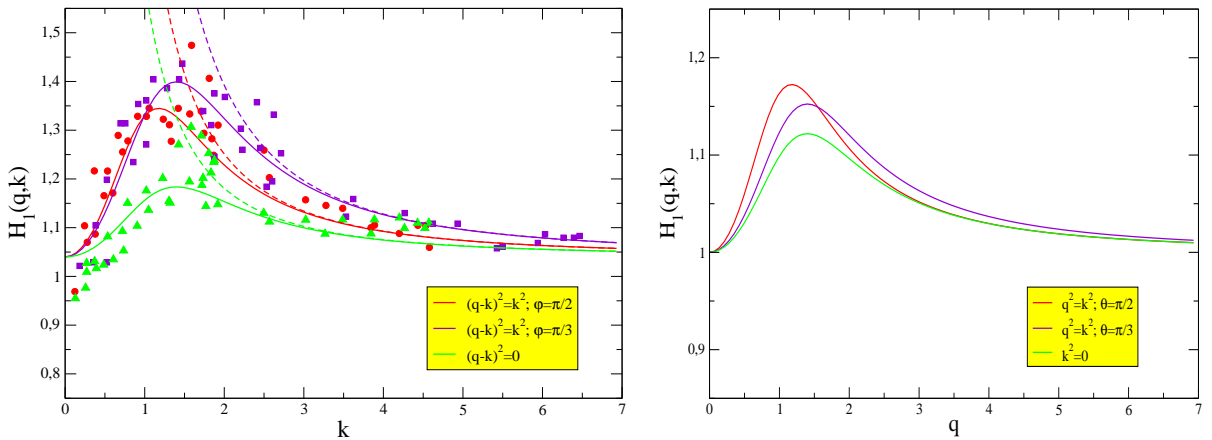 H₁(q,k)
1,5
1,4
1,3
1,2
1,1
1
0,9
0,8
(q-k)²=k²; φ=π/2
(q-k)²=k²; φ=π/3
(q-k)²=0
0 1 2 3 4 5 6 7
k
H₁(q,k)
1,2
1,1
1
0,9
q²=k²; θ=π/2
q²=k²; θ=π/3
k²=0
0 1 2 3 4 5 6 7
q